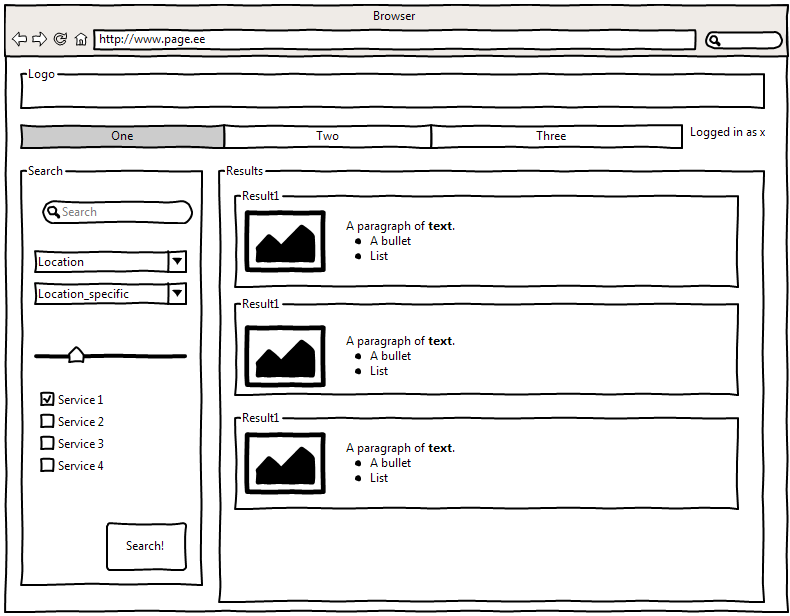 Browser
http://www.page.ee
Logo
One Two Three Logged in as x
Search
Search
Location
Location_specific
Service 1
Service 2
Service 3
Service 4
Search!
Results
Result1
A paragraph of text.
A bullet
List
Result1
A paragraph of text.
A bullet
List
Result1
A paragraph of text.
A bullet
List